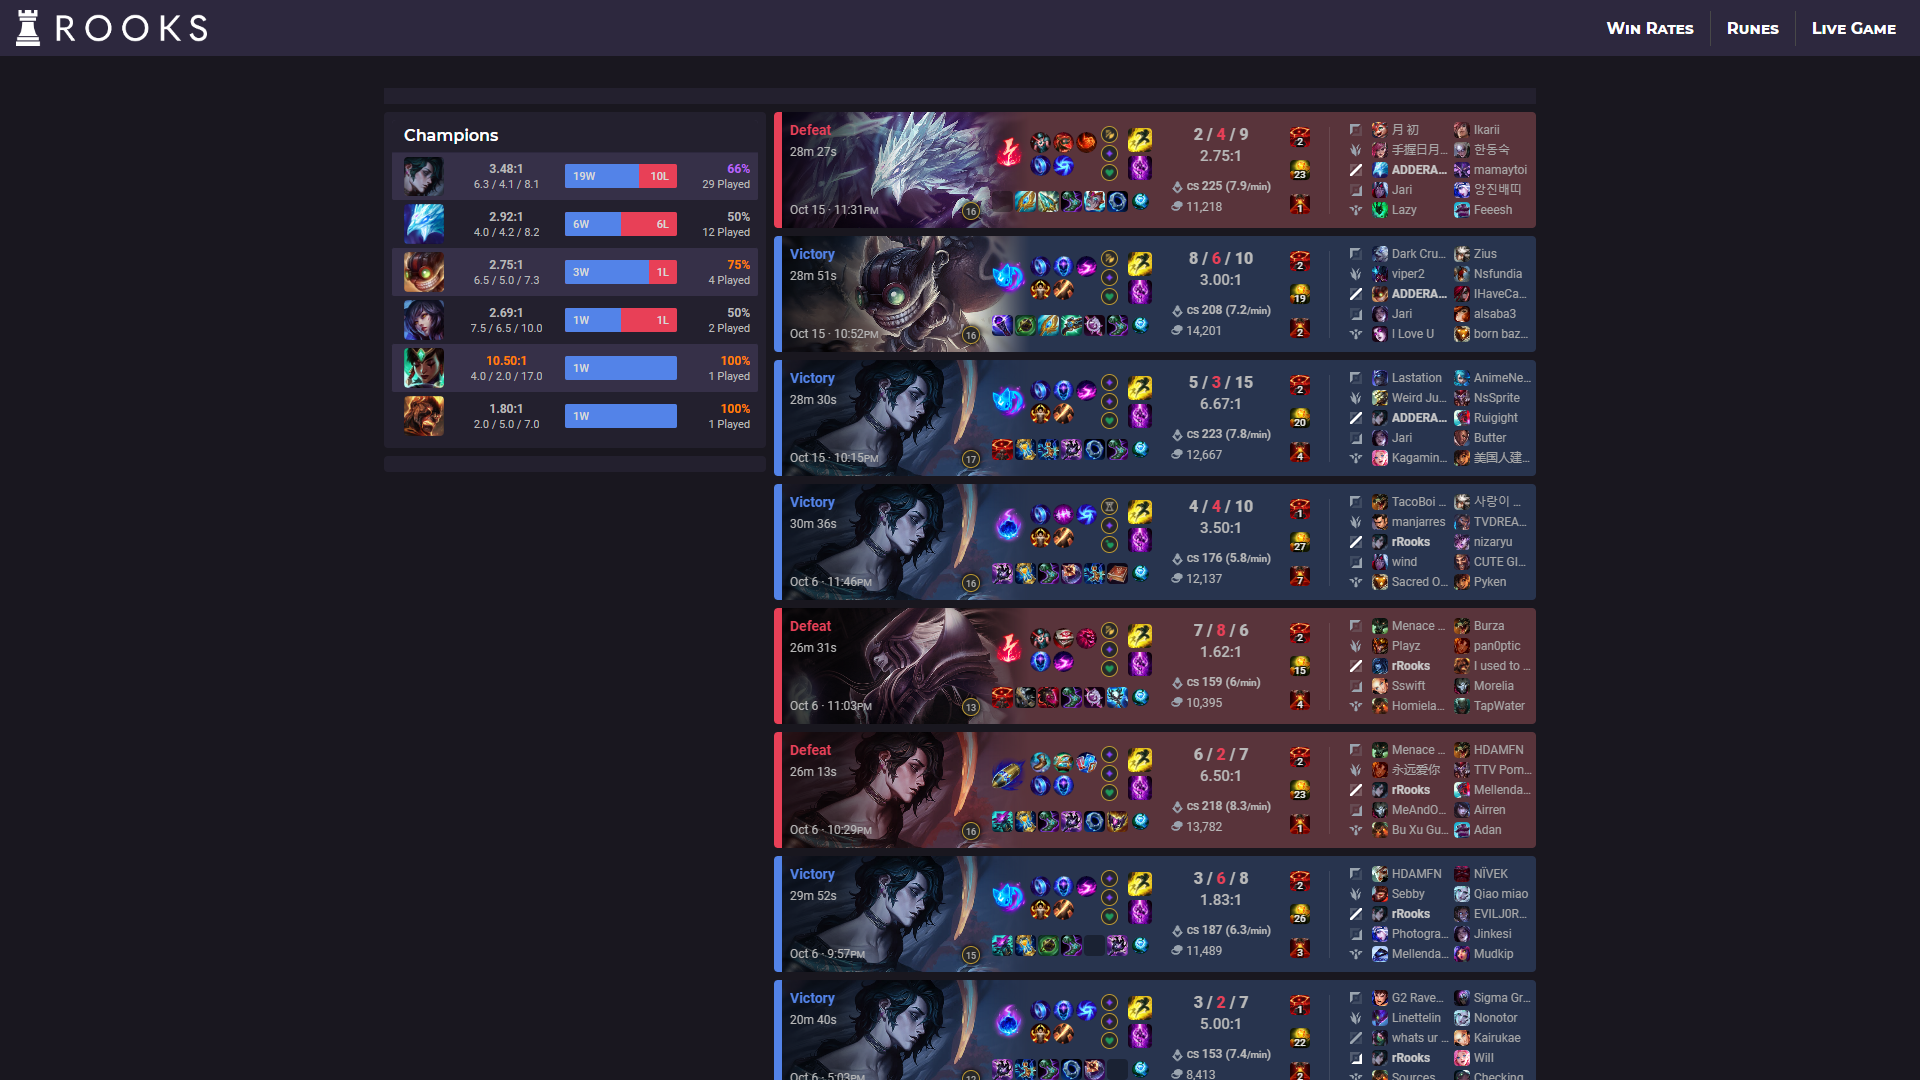 ROOKS
Win Rates
Runes
Live Game
Champions
3.48:1
6.3 / 4.1 / 8.1
19W 10L
66%
29 Played
2.92:1
4.0 / 4.2 / 8.2
6W 6L
50%
12 Played
2.75:1
6.5 / 5.0 / 7.3
3W 1L
75%
4 Played
2.69:1
7.5 / 6.5 / 10.0
1W 1L
50%
2 Played
10.50:1
4.0 / 2.0 / 17.0
1W
100%
1 Played
1.80:1
2.0 / 5.0 / 7.0
1W
100%
1 Played
Defeat
28m 27s
Oct 15 · 11:31PM
16
2 / 4 / 9
2.75:1
CS 225 (7.9/min)
11,218
2
23
1
月初 Ikarii
手握日月... 한동숙
ADDERA... mamaytoi
Jari 앙진배띠
Lazy Feeesh
Victory
28m 51s
Oct 15 · 10:52PM
16
8 / 6 / 10
3.00:1
CS 208 (7.2/min)
14,201
2
19
2
Dark Cru... Zius
viper2 Nsfundia
ADDERA... IHaveCa...
Jari alsaba3
I Love U born baz...
Victory
28m 30s
Oct 15 · 10:15PM
17
5 / 3 / 15
6.67:1
CS 223 (7.8/min)
12,667
2
20
4
Lastation AnimeNe...
Weird Ju... NsSprite
ADDERA... Ruigight
Jari Butter
Kagamin... 美国人建...
Victory
30m 36s
Oct 6 · 11:46PM
16
4 / 4 / 10
3.50:1
CS 176 (5.8/min)
12,137
1
27
7
TacoBoi ... 사랑이 ...
manjarres TVDREA...
rRooks nizaryu
wind CUTE GI...
Sacred O... Pyken
Defeat
26m 31s
Oct 6 · 11:03PM
13
7 / 8 / 6
1.62:1
CS 159 (6/min)
10,395
2
15
4
Menace ... Burza
Playz pan0ptic
rRooks I used to ...
Sswift Morelia
Homiela... TapWater
Defeat
26m 13s
Oct 6 · 10:29PM
16
6 / 2 / 7
6.50:1
CS 218 (8.3/min)
13,782
2
23
1
Menace ... HDAMFN
永远爱你 TTV Pom...
rRooks Mellenda...
MeAndO... Airren
Bu Xu Gu... Adan
Victory
29m 52s
Oct 6 · 9:57PM
15
3 / 6 / 8
1.83:1
CS 187 (6.3/min)
11,489
2
26
3
HDAMFN NÏVEK
Sebby Qiao miao
rRooks EVILJ0R...
Photogra... Jinkesi
Mellenda... Mudkip
Victory
20m 40s
Oct 6 · 5:03PM
12
3 / 2 / 7
5.00:1
CS 153 (7.4/min)
8,413
1
22
2
G2 Rave... Sigma Gr...
Linettelin Nonotor
whats ur ... Kairukae
rRooks Will
Sources Checking